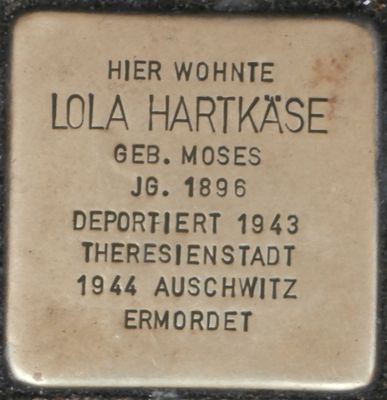 HIER WOHNTE
LOLA HARTKÄSE
GEB. MOSES
JG. 1896
DEPORTIERT 1943
THERESIENSTADT
1944 AUSCHWITZ
ERMORDET